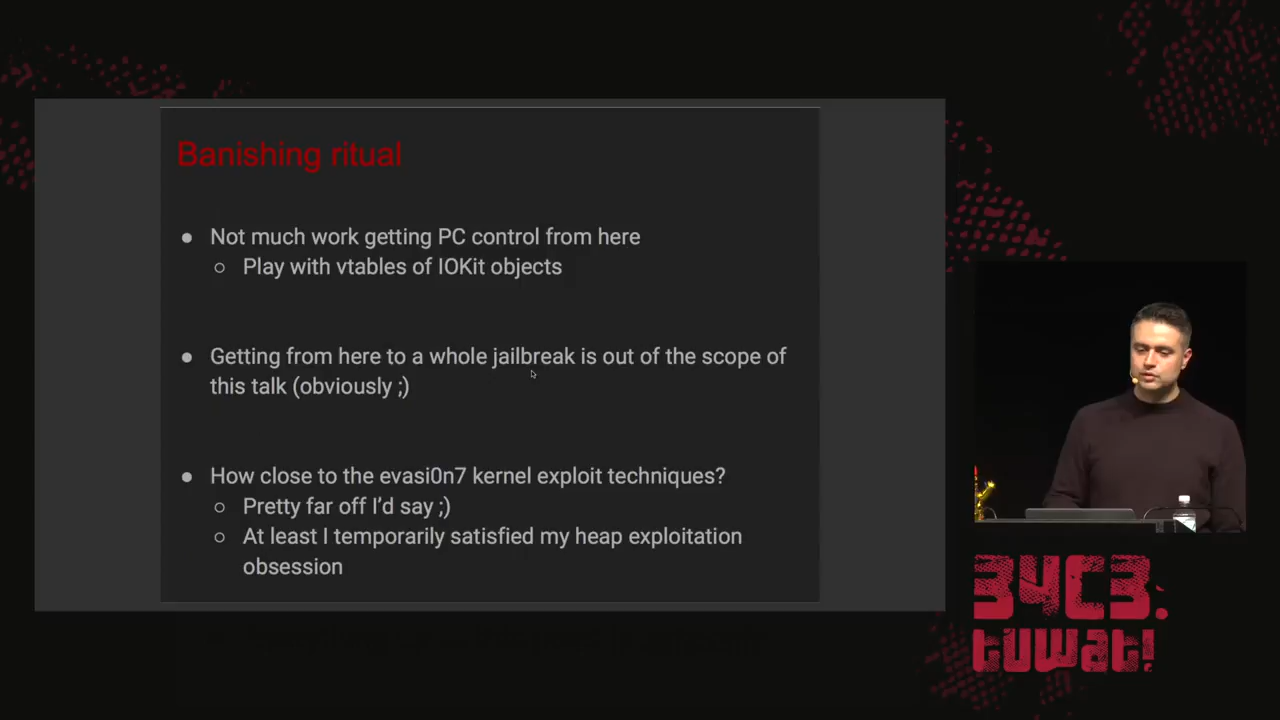 Banishing ritual
● Not much work getting PC control from here
○ Play with vtables of IOKit objects
● Getting from here to a whole jailbreak is out of the scope of
this talk (obviously ;)
● How close to the evasi0n7 kernel exploit techniques?
○ Pretty far off I'd say ;)
○ At least I temporarily satisfied my heap exploitation
obsession
34C3.
tuwat!